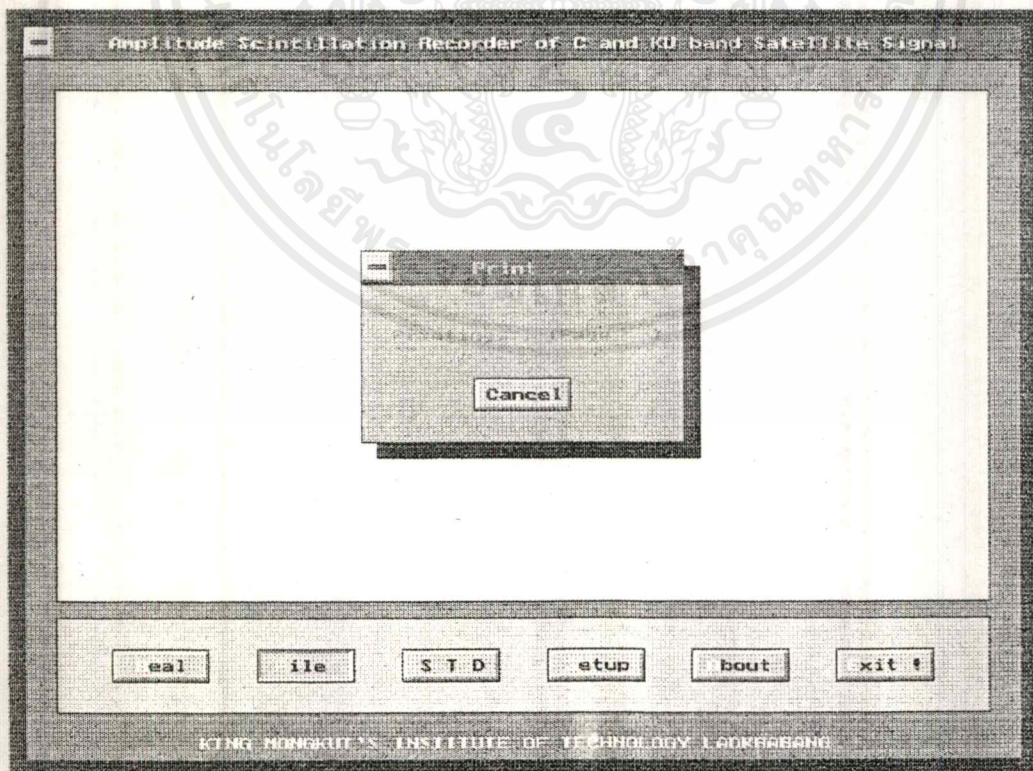 Amplitude Scintillation Recorder of C and KU band Satellite Signal
Print ...
Cancel
eal ile S T D etup bout xit !
KING MONGKUT'S INSTITUTE OF TECHNOLOGY LADKRABANG